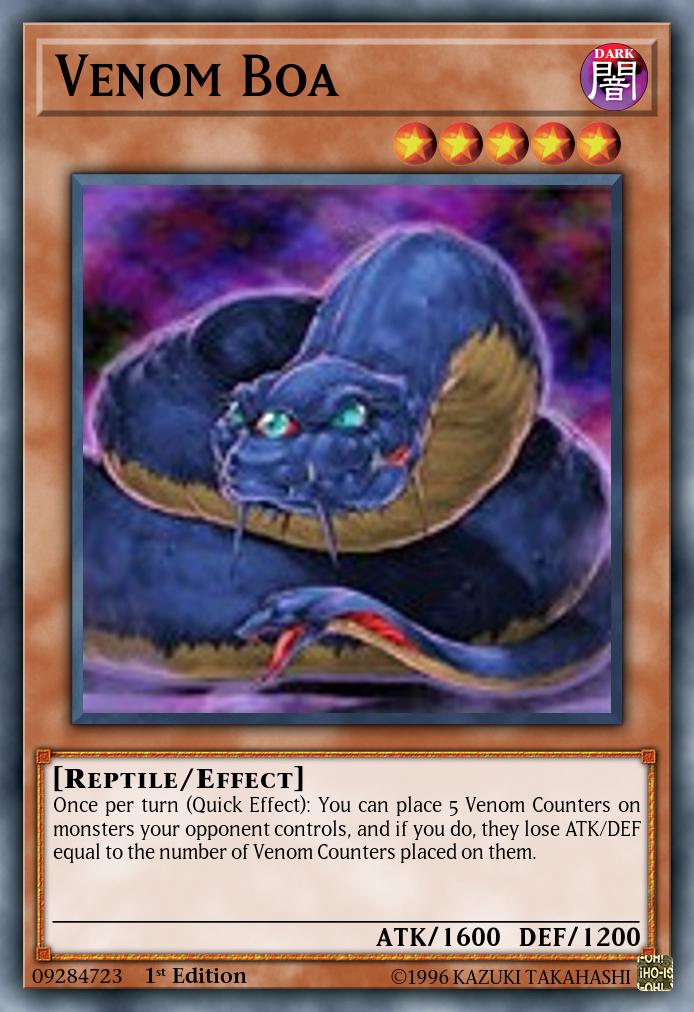 Venom Boa
DARK
闇
[Reptile/Effect]
Once per turn (Quick Effect): You can place 5 Venom Counters on
monsters your opponent controls, and if you do, they lose ATK/DEF
equal to the number of Venom Counters placed on them.
ATK/1600 DEF/1200
09284723 1st Edition ©1996 KAZUKI TAKAHASHI